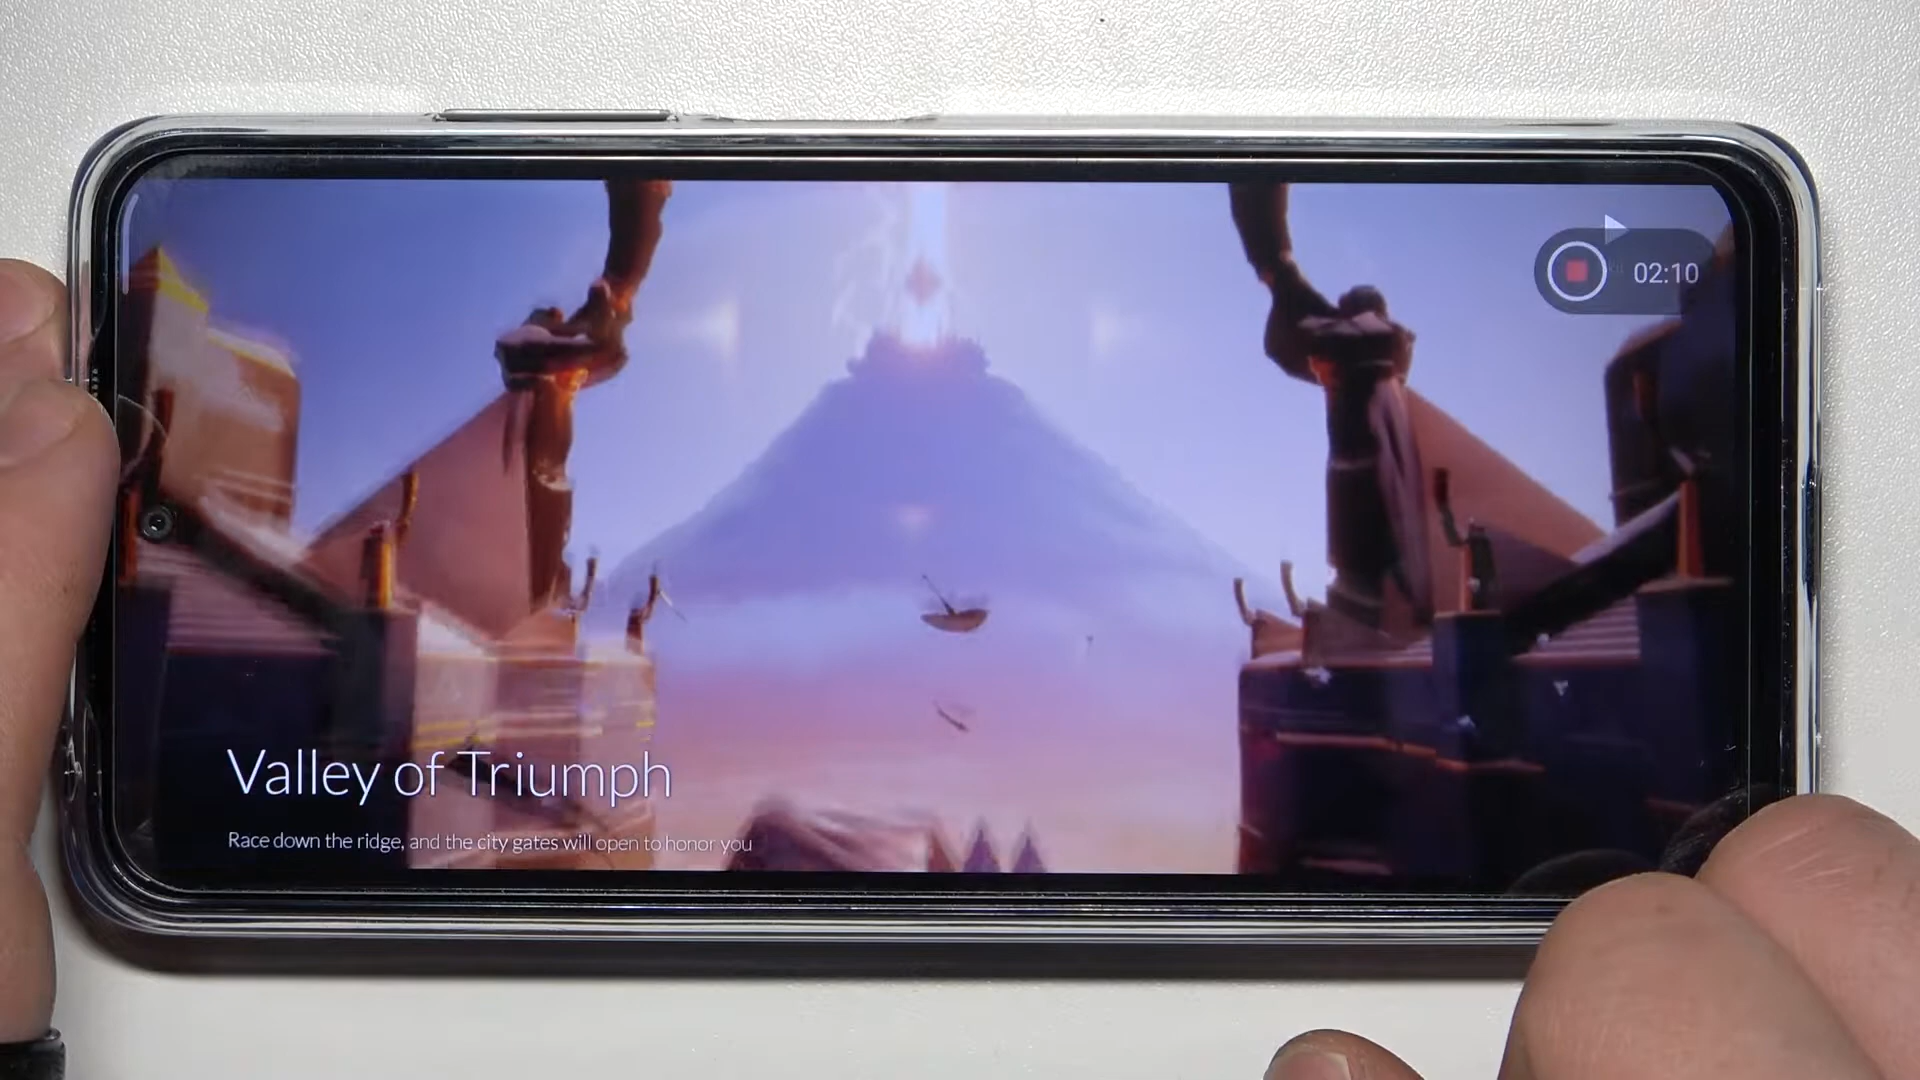 02:10
Valley of Triumph
Race down the ridge, and the city gates will open to honor you